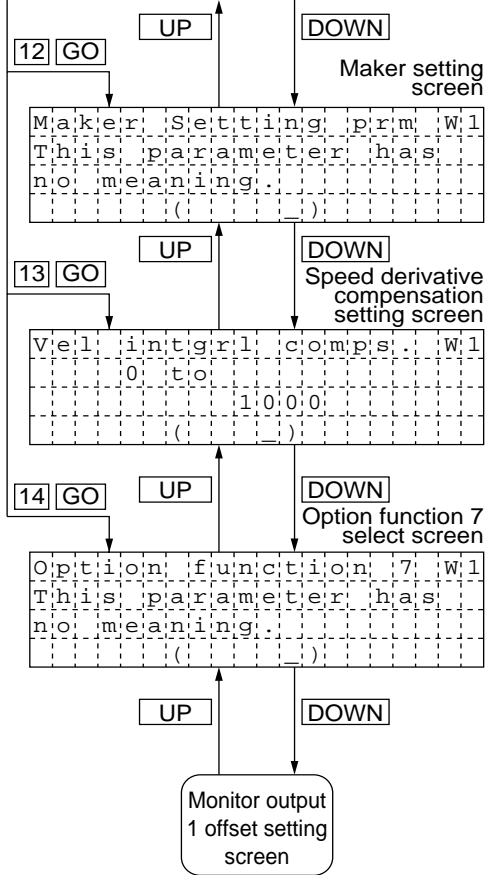 UP DOWN
12 GO
Maker setting
screen
Maker Setting prm W1
This parameter has
no meaning.
( _)
UP DOWN
13 GO
Speed derivative
compensation
setting screen
Vel intgrl comps. W1
0 to
1000
( _)
14 GO UP DOWN
Option function 7
select screen
Option function 7 W1
This parameter has
no meaning.
( _)
UP DOWN
Monitor output
1 offset setting
screen